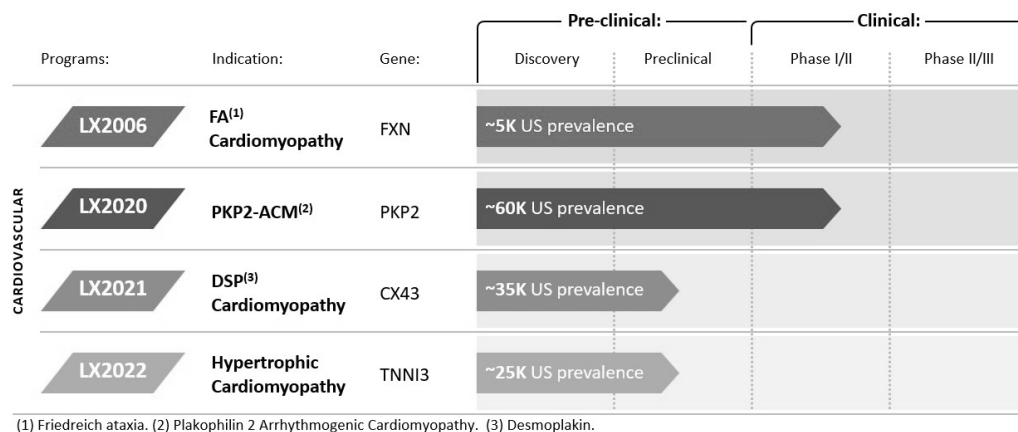 Pre-clinical: Clinical:
Programs: Indication: Gene: Discovery Preclinical Phase I/II Phase II/III
CARDIOVASCULAR
LX2006 FA(1) Cardiomyopathy FXN ~5K US prevalence
LX2020 PKP2-ACM(2) PKP2 ~60K US prevalence
LX2021 DSP(3) Cardiomyopathy CX43 ~35K US prevalence
LX2022 Hypertrophic Cardiomyopathy TNNI3 ~25K US prevalence
(1) Friedreich ataxia. (2) Plakophilin 2 Arrhythmogenic Cardiomyopathy. (3) Desmoplakin.